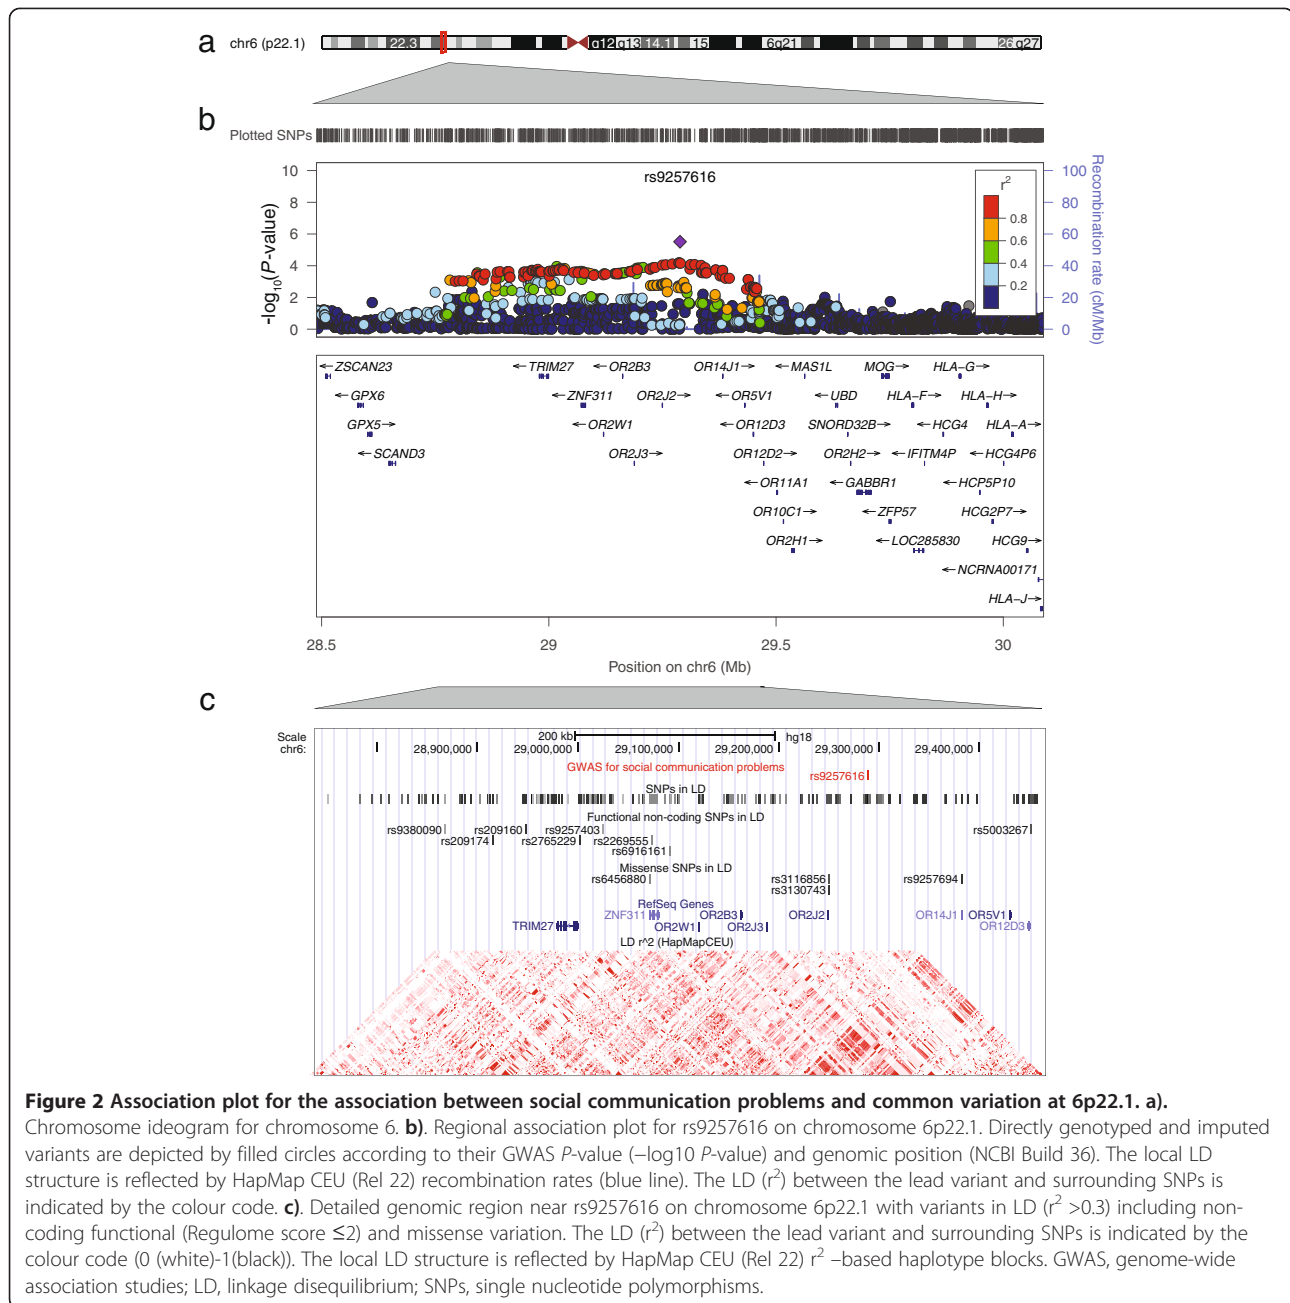 a
chr6 (p22.1)
22.3
q12
q13
14.1
15
6q21
26
q27
b
Plotted SNPs
10
8
6
4
2
0
-log10(P-value)
rs9257616
r2
0.8
0.6
0.4
0.2
100
80
60
40
20
0
Recombination rate (cM/Mb)
←ZSCAN23
←TRIM27
←OR2B3
OR14J1→
←MAS1L
MOG→
HLA−G→
←GPX6
←ZNF311
OR2J2→
←OR5V1
←UBD
HLA−F→
HLA−H→
GPX5→
←OR2W1
←OR12D3
SNORD32B→
←HCG4
HLA−A→
←SCAND3
OR2J3→
OR12D2→
OR2H2→
←IFITM4P
←HCG4P6
←OR11A1
←GABBR1
←HCP5P10
OR10C1→
←ZFP57
HCG2P7→
OR2H1→
←LOC285830
HCG9→
←NCRNA00171
HLA−J→
28.5
29
29.5
30
Position on chr6 (Mb)
c
Scale
200 kb
hg18
chr6:
28,900,000
29,000,000
29,100,000
29,200,000
29,300,000
29,400,000
GWAS for social communication problems
rs9257616
SNPs in LD
Functional non-coding SNPs in LD
rs9380090
rs209160
rs9257403
rs5003267
rs209174
rs2765229
rs2269555
rs6916161
Missense SNPs in LD
rs6456880
rs3116856
rs9257694
rs3130743
RefSeq Genes
ZNF311
OR2B3
OR2J2
OR14J1
OR5V1
TRIM27
OR2W1
OR2J3
OR12D3
LD r^2 (HapMapCEU)
Figure 2 Association plot for the association between social communication problems and common variation at 6p22.1. a).
Chromosome ideogram for chromosome 6. b). Regional association plot for rs9257616 on chromosome 6p22.1. Directly genotyped and imputed
variants are depicted by filled circles according to their GWAS P-value (−log10 P-value) and genomic position (NCBI Build 36). The local LD
structure is reflected by HapMap CEU (Rel 22) recombination rates (blue line). The LD (r2) between the lead variant and surrounding SNPs is
indicated by the colour code. c). Detailed genomic region near rs9257616 on chromosome 6p22.1 with variants in LD (r2 >0.3) including non-
coding functional (Regulome score ≤2) and missense variation. The LD (r2) between the lead variant and surrounding SNPs is indicated by the
colour code (0 (white)-1(black)). The local LD structure is reflected by HapMap CEU (Rel 22) r2 –based haplotype blocks. GWAS, genome-wide
association studies; LD, linkage disequilibrium; SNPs, single nucleotide polymorphisms.